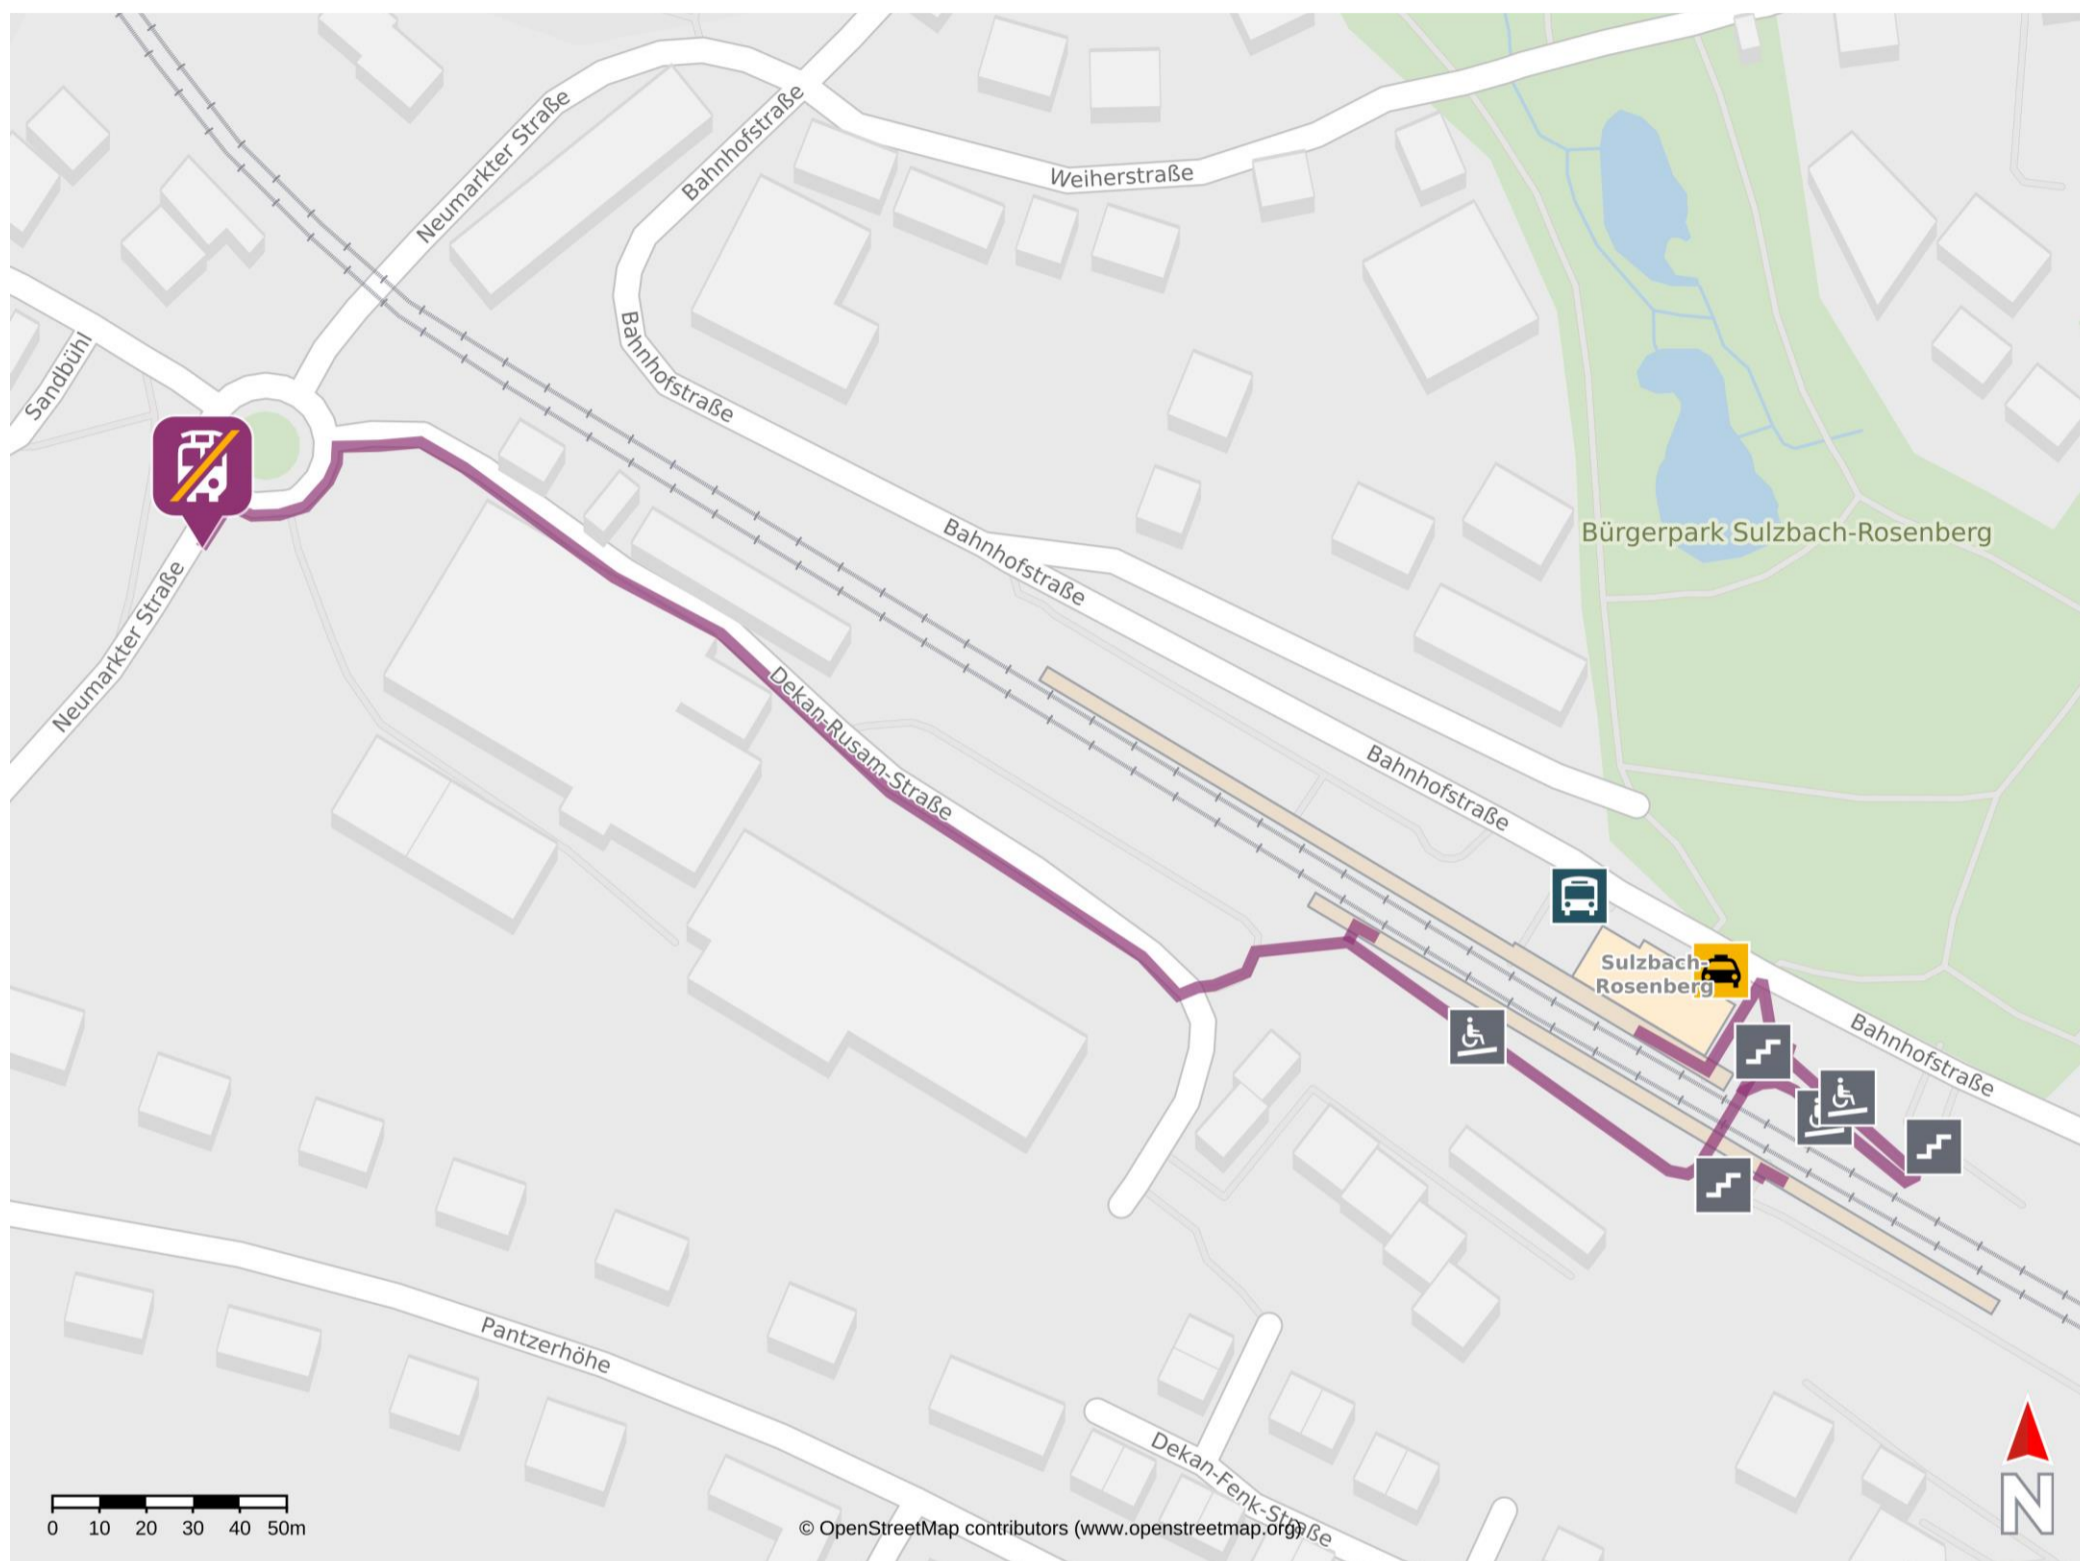 Neumarkter Straße
Bahnhofstraße
Weiherstraße
Bahnhofstraße
Sandbühl
Bahnhofstraße
Bürgerpark Sulzbach-Rosenberg
Neumarkter Straße
Dekan-Rusam-Straße
Bahnhofstraße
Sulzbach-
Rosenberg
Bahnhofstraße
Pantzerhöhe
Dekan-Fenk-Straße
0 10 20 30 40 50m
© OpenStreetMap contributors (www.openstreetmap.org)
N